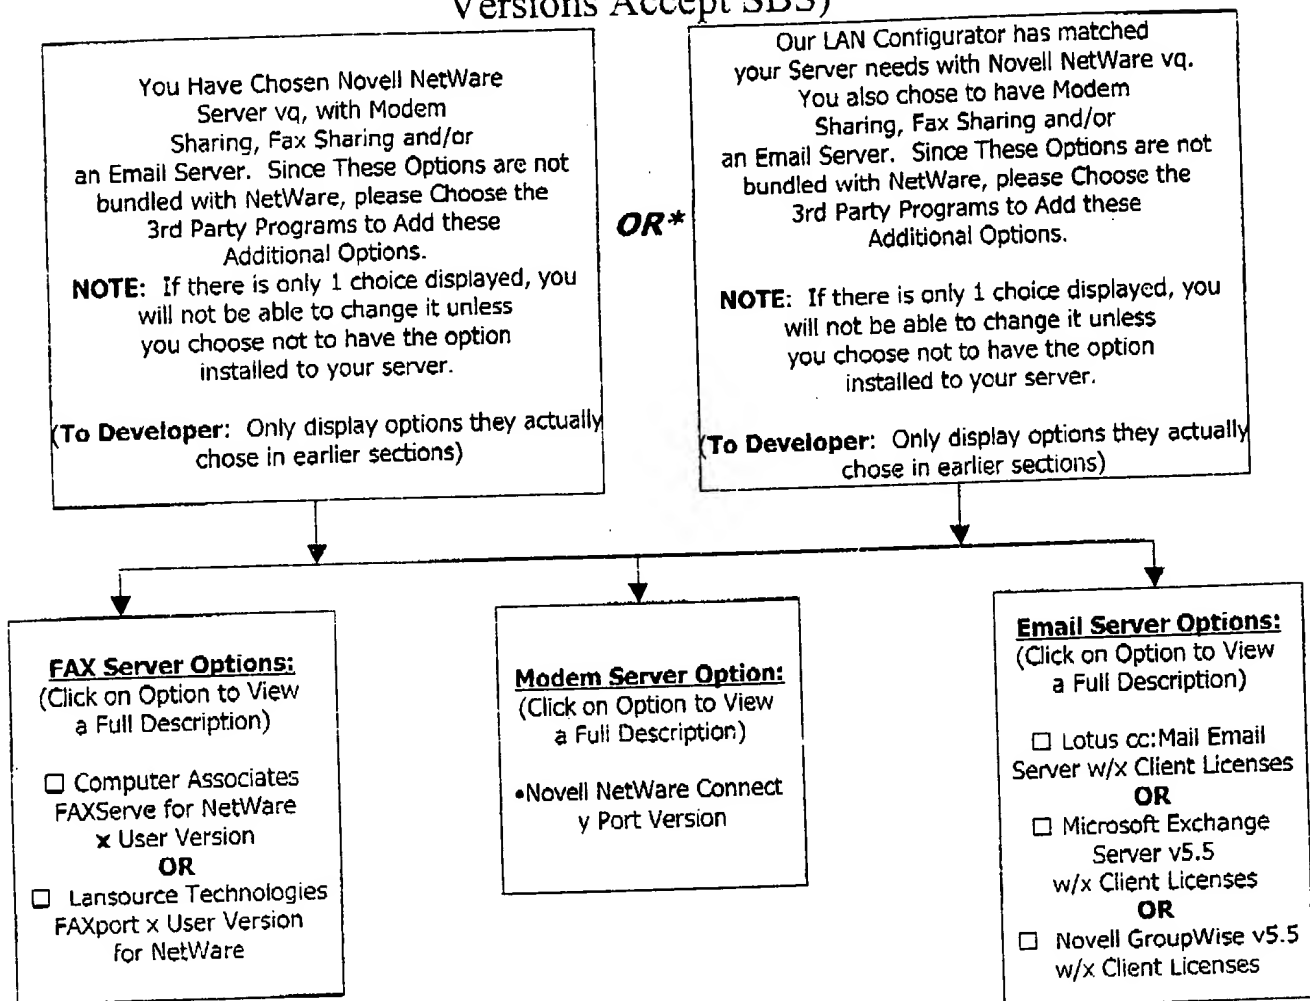 Versions Accept SBS)
You Have Chosen Novell NetWare
Server vq, with Modem
Sharing, Fax Sharing and/or
an Email Server. Since These Options are not
bundled with NetWare, please Choose the
3rd Party Programs to Add these
Additional Options.
NOTE: If there is only 1 choice displayed, you
will not be able to change it unless
you choose not to have the option
installed to your server.
(To Developer: Only display options they actually
chose in earlier sections)
OR*
Our LAN Configurator has matched
your Server needs with Novell NetWare vq.
You also chose to have Modem
Sharing, Fax Sharing and/or
an Email Server. Since These Options are not
bundled with NetWare, please Choose the
3rd Party Programs to Add these
Additional Options.
NOTE: If there is only 1 choice displayed, you
will not be able to change it unless
you choose not to have the option
installed to your server.
(To Developer: Only display options they actually
chose in earlier sections)
FAX Server Options:
(Click on Option to View
a Full Description)
☐ Computer Associates
FAXServe for NetWare
x User Version
OR
☐ Lansource Technologies
FAXport x User Version
for NetWare
Modem Server Option:
(Click on Option to View
a Full Description)
•Novell NetWare Connect
y Port Version
Email Server Options:
(Click on Option to View
a Full Description)
☐ Lotus cc:Mail Email
Server w/x Client Licenses
OR
☐ Microsoft Exchange
Server v5.5
w/x Client Licenses
OR
☐ Novell GroupWise v5.5
w/x Client Licenses